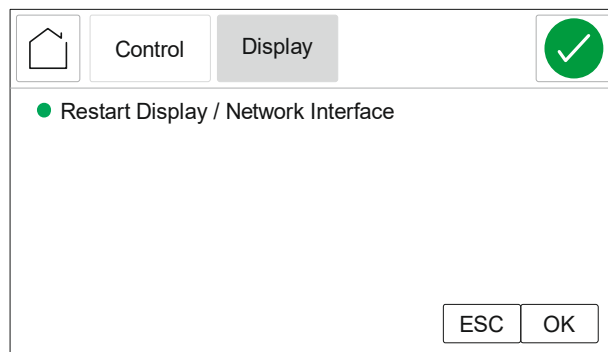 Control
Display
Restart Display / Network Interface
ESC
OK